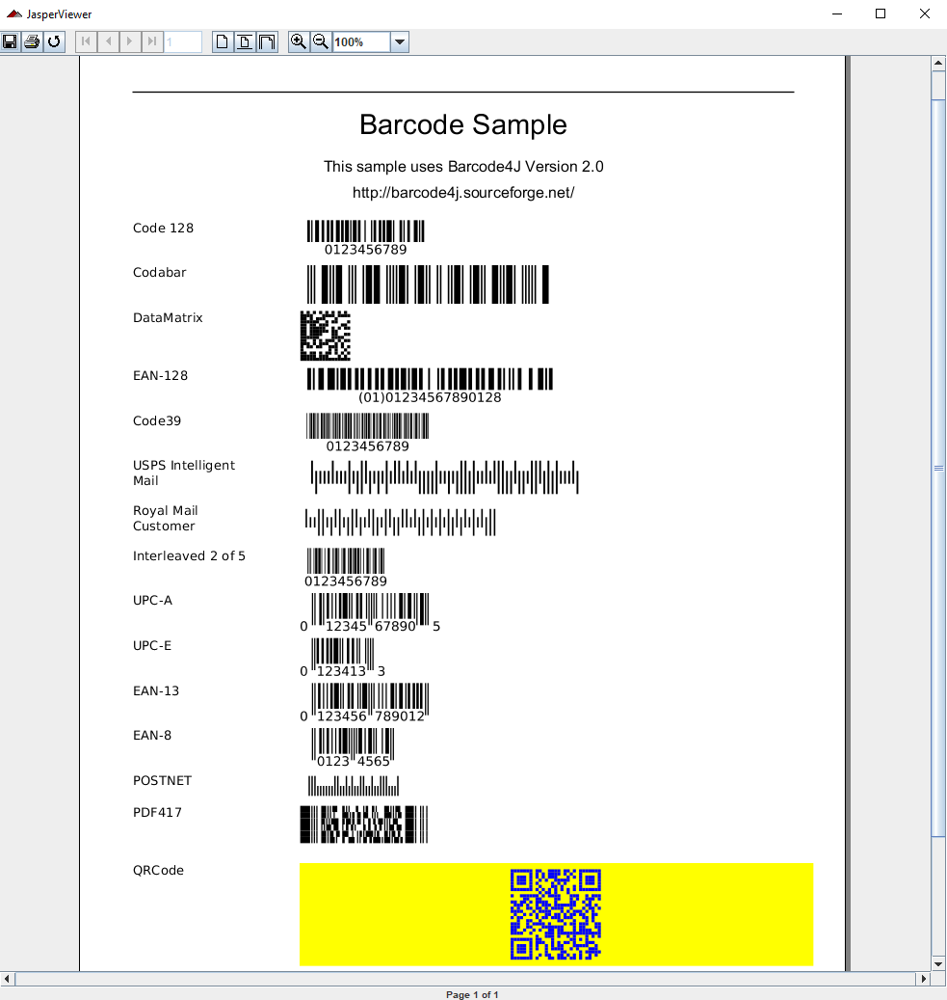 JasperViewer
1
100%
Barcode Sample
This sample uses Barcode4J Version 2.0
http://barcode4j.sourceforge.net/
Code 128
0123456789
Codabar
DataMatrix
EAN-128
(01)01234567890128
Code39
0123456789
USPS Intelligent
Mail
Royal Mail
Customer
Interleaved 2 of 5
0123456789
UPC-A
0 12345 67890 5
UPC-E
0 123413 3
EAN-13
0 123456 789012
EAN-8
0123 4565
POSTNET
PDF417
QRCode
Page 1 of 1